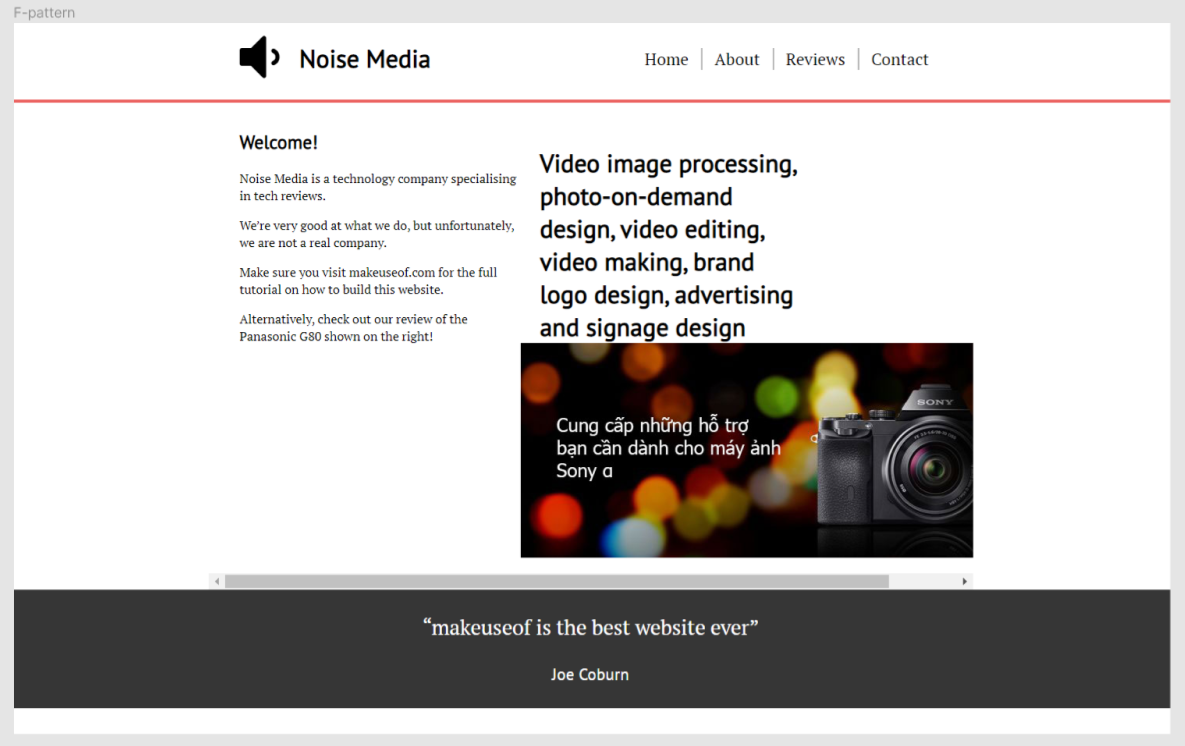 F-pattern
Noise Media
Home
About
Reviews
Contact
Welcome!
Noise Media is a technology company specialising
in tech reviews.
We're very good at what we do, but unfortunately,
we are not a real company.
Make sure you visit makeuseof.com for the full
tutorial on how to build this website.
Alternatively, check out our review of the
Panasonic G80 shown on the right!
Video image processing,
photo-on-demand
design, video editing,
video making, brand
logo design, advertising
and signage design
Cung cấp những hỗ trợ
bạn cần dành cho máy ảnh
Sony α
SONY
“makeuseof is the best website ever”
Joe Coburn